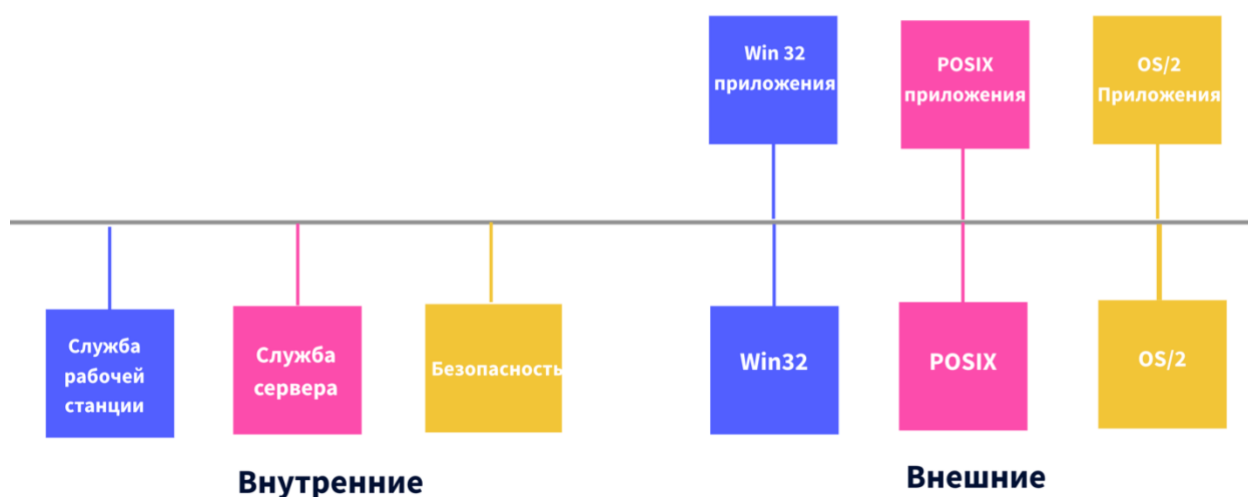 Win 32
приложения
POSIX
приложения
OS/2
Приложения
Служба
рабочей
станции
Служба
сервера
Безопасность
Win32
POSIX
OS/2
Внутренние
Внешние